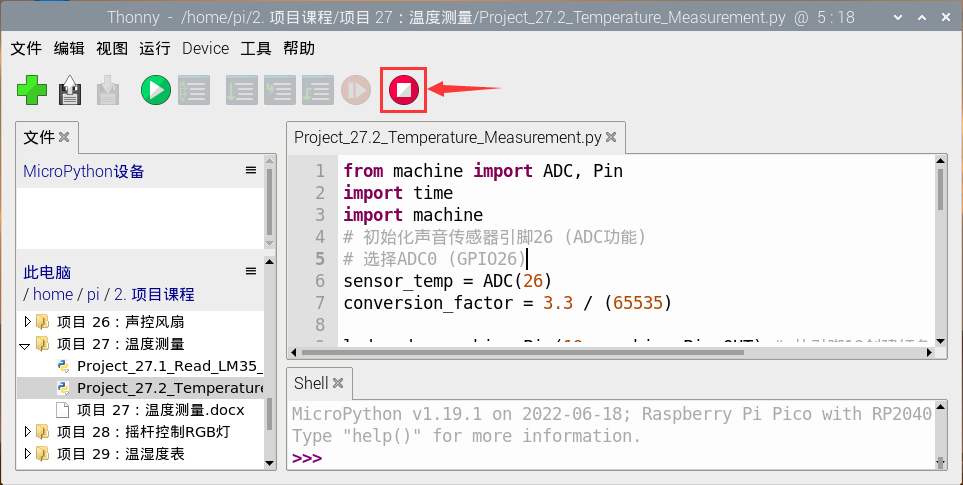 Thonny - /home/pi/2. 项目课程/项目 27：温度测量/Project_27.2_Temperature_Measurement.py @ 5 : 18
文件 编辑 视图 运行 Device 工具 帮助
文件
MicroPython设备
此电脑
/ home / pi / 2. 项目课程
项目 26：声控风扇
项目 27：温度测量
Project_27.1_Read_LM35_
Project_27.2_Temperature
项目 27：温度测量.docx
项目 28：摇杆控制RGB灯
项目 29：温湿度表
Project_27.2_Temperature_Measurement.py
1 from machine import ADC, Pin
2 import time
3 import machine
4 # 初始化声音传感器引脚26 (ADC功能)
5 # 选择ADC0 (GPIO26)
6 sensor_temp = ADC(26)
7 conversion_factor = 3.3 / (65535)
8
Shell
MicroPython v1.19.1 on 2022-06-18; Raspberry Pi Pico with RP2040
Type "help()" for more information.
>>>